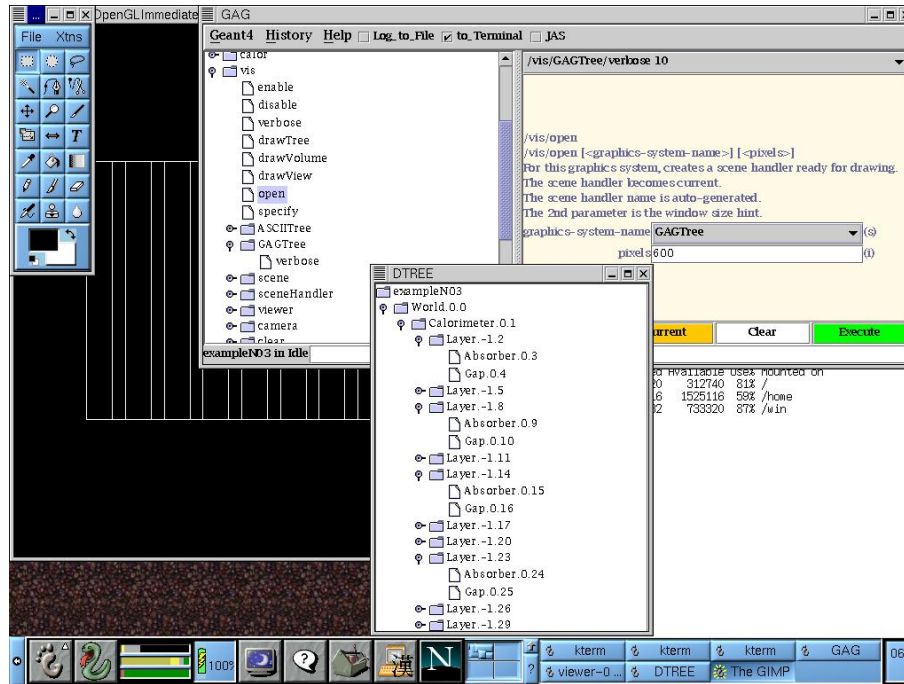 ...
OpenGLImmediate
GAG
File Xtns
Geant4 History Help Log_to_File to_Terminal JAS
calor
vis
enable
disable
verbose
drawTree
drawVolume
drawView
open
specify
ASCIITree
GAGTree
verbose
scene
sceneHandler
viewer
camera
clear
exampleN03 in Idle
/vis/GAGTree/verbose 10
/vis/open
/vis/open [<graphics-system-name>] [<pixels>]
For this graphics system, creates a scene handler ready for drawing.
The scene handler becomes current.
The scene handler name is auto-generated.
The 2nd parameter is the window size hint.
graphics-system-name GAGTree (s)
pixels 600 (i)
Clear Execute
DTREE
exampleN03
World.0.0
Calorimeter.0.1
Layer.-1.2
Absorber.0.3
Gap.0.4
Layer.-1.5
Layer.-1.8
Absorber.0.9
Gap.0.10
Layer.-1.11
Layer.-1.14
Absorber.0.15
Gap.0.16
Layer.-1.17
Layer.-1.20
Layer.-1.23
Absorber.0.24
Gap.0.25
Layer.-1.26
Layer.-1.29
Available Use% Mounted on
312740 81% /
1525116 59% /home
733320 87% /win
100%
漢
N
kterm kterm kterm GAG
viewer-0 ... DTREE The GIMP
06